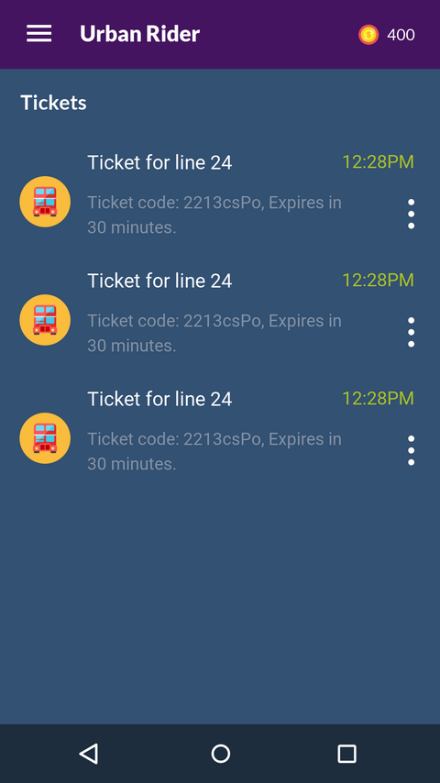 Urban Rider
400
Tickets
Ticket for line 24
12:28PM
Ticket code: 2213csPo, Expires in
30 minutes.
Ticket for line 24
12:28PM
Ticket code: 2213csPo, Expires in
30 minutes.
Ticket for line 24
12:28PM
Ticket code: 2213csPo, Expires in
30 minutes.